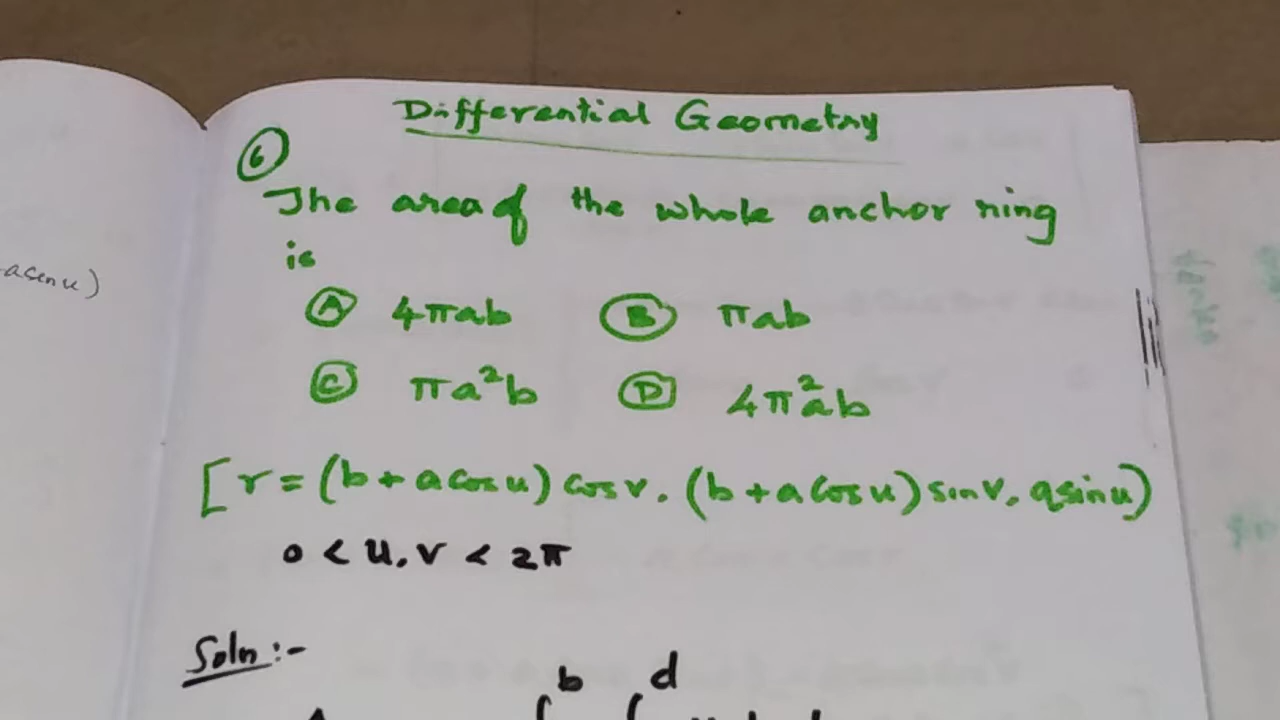 Differential Geometry
6
The area of the whole anchor ring
is
A 4πab B πab
C πa²b D 4π²ab
[r = (b + a cos u) cos v, (b + a cos u) sin v, a sin u)
0 < u, v < 2π
Soln :-
b d
a sin u)